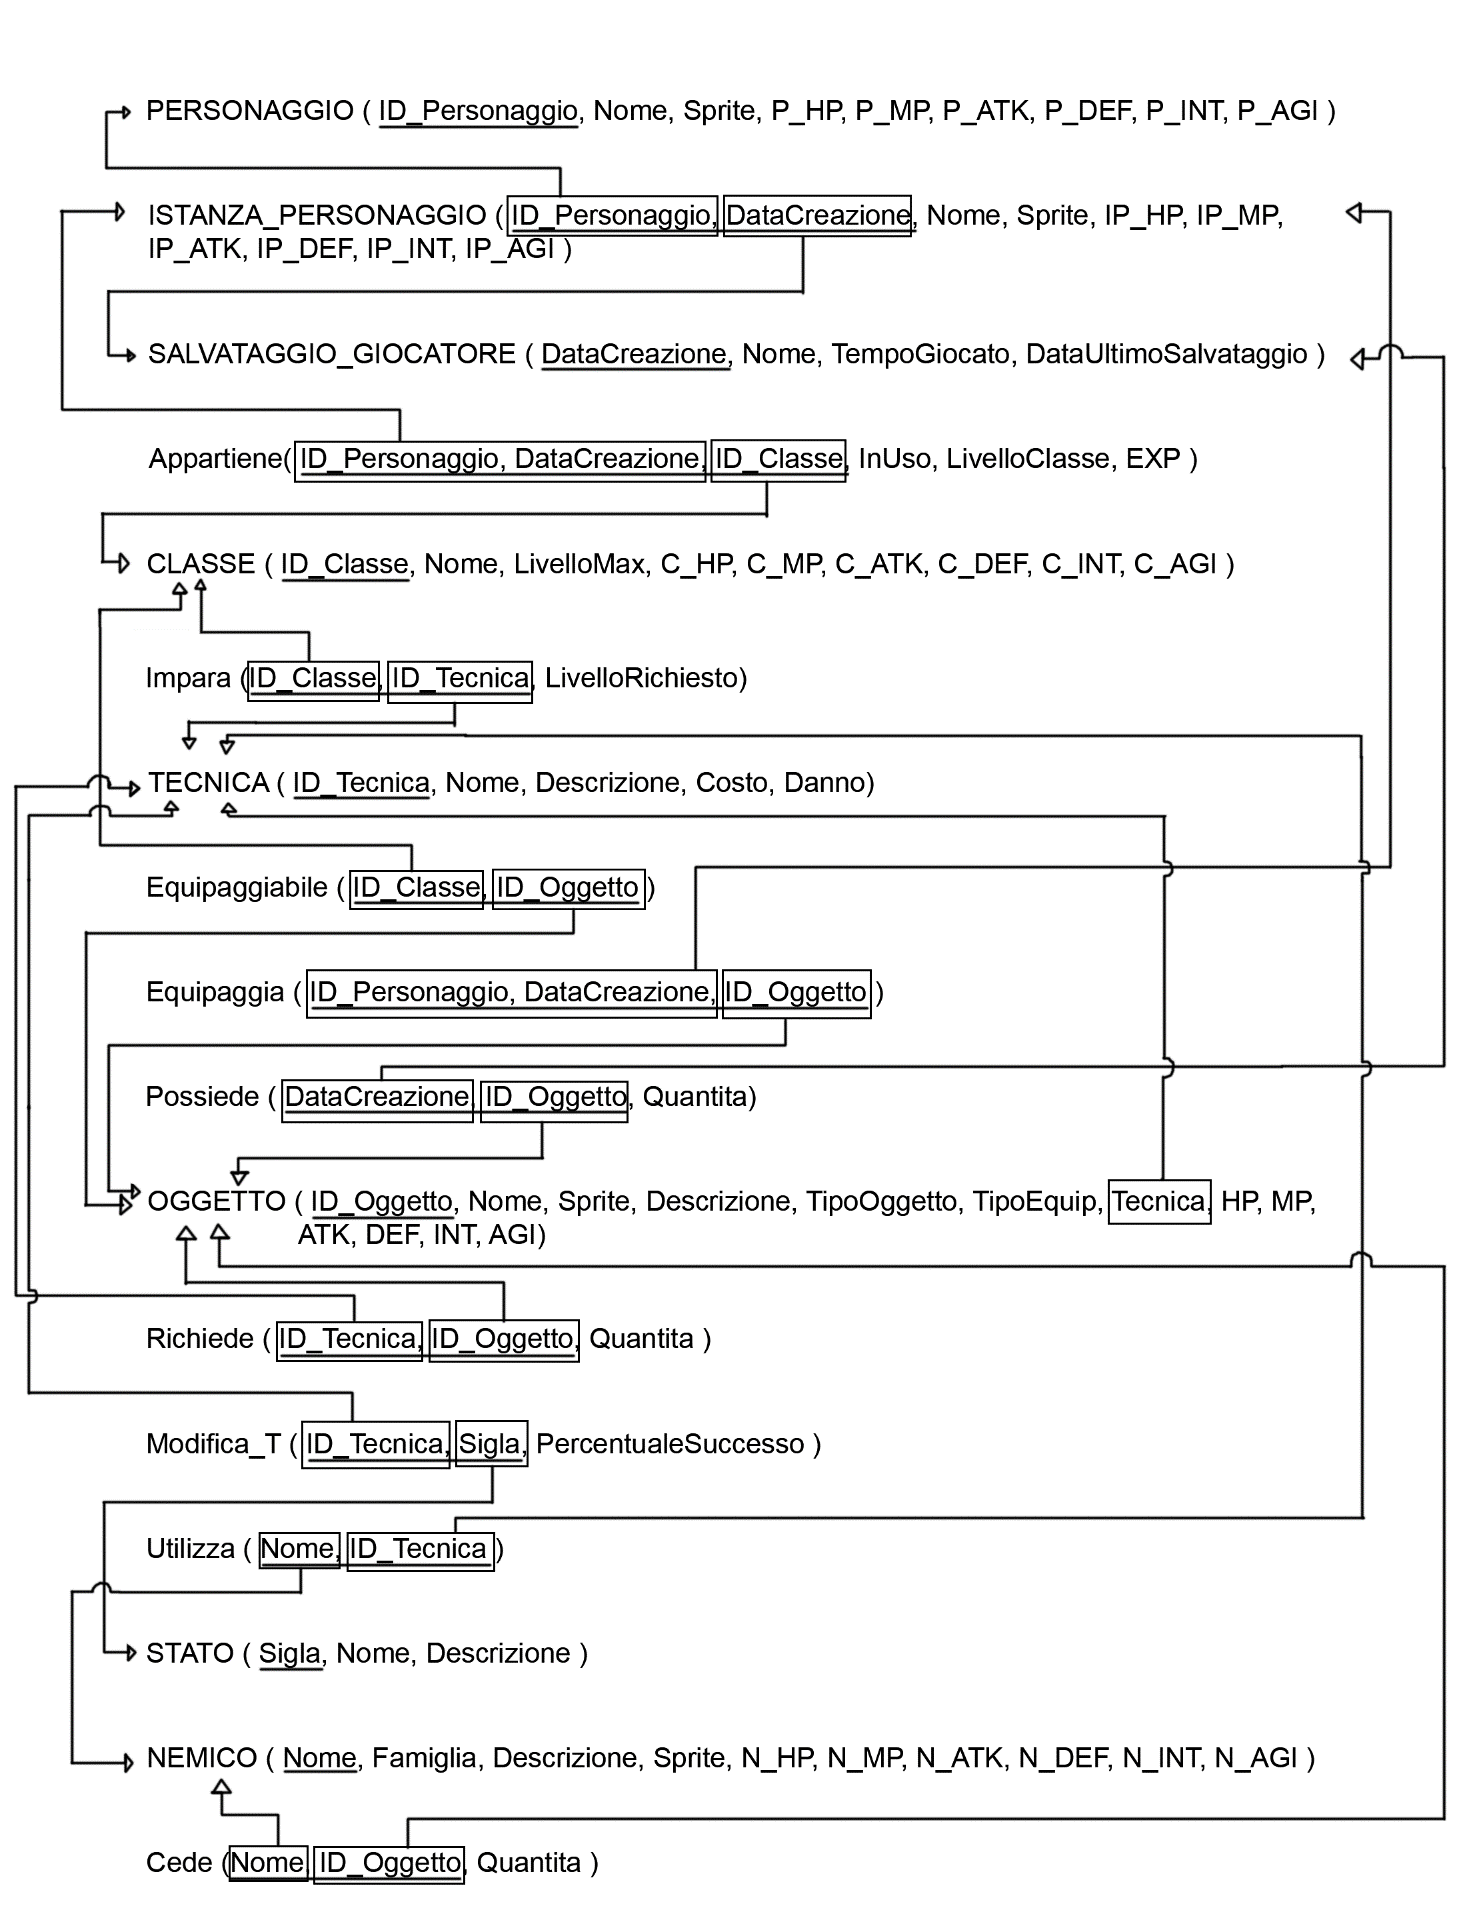 PERSONAGGIO ( ID_Personaggio, Nome, Sprite, P_HP, P_MP, P_ATK, P_DEF, P_INT, P_AGI )
ISTANZA_PERSONAGGIO ( ID_Personaggio, DataCreazione, Nome, Sprite, IP_HP, IP_MP,
IP_ATK, IP_DEF, IP_INT, IP_AGI )
SALVATAGGIO_GIOCATORE ( DataCreazione, Nome, TempoGiocato, DataUltimoSalvataggio )
Appartiene( ID_Personaggio, DataCreazione, ID_Classe, InUso, LivelloClasse, EXP )
CLASSE ( ID_Classe, Nome, LivelloMax, C_HP, C_MP, C_ATK, C_DEF, C_INT, C_AGI )
Impara (ID_Classe, ID_Tecnica, LivelloRichiesto)
TECNICA ( ID_Tecnica, Nome, Descrizione, Costo, Danno)
Equipaggiabile ( ID_Classe, ID_Oggetto )
Equipaggia ( ID_Personaggio, DataCreazione, ID_Oggetto )
Possiede ( DataCreazione, ID_Oggetto, Quantita)
OGGETTO ( ID_Oggetto, Nome, Sprite, Descrizione, TipoOggetto, TipoEquip, Tecnica, HP, MP,
ATK, DEF, INT, AGI)
Richiede ( ID_Tecnica, ID_Oggetto, Quantita )
Modifica_T ( ID_Tecnica, Sigla, PercentualeSuccesso )
Utilizza ( Nome, ID_Tecnica )
STATO ( Sigla, Nome, Descrizione )
NEMICO ( Nome, Famiglia, Descrizione, Sprite, N_HP, N_MP, N_ATK, N_DEF, N_INT, N_AGI )
Cede (Nome, ID_Oggetto, Quantita )